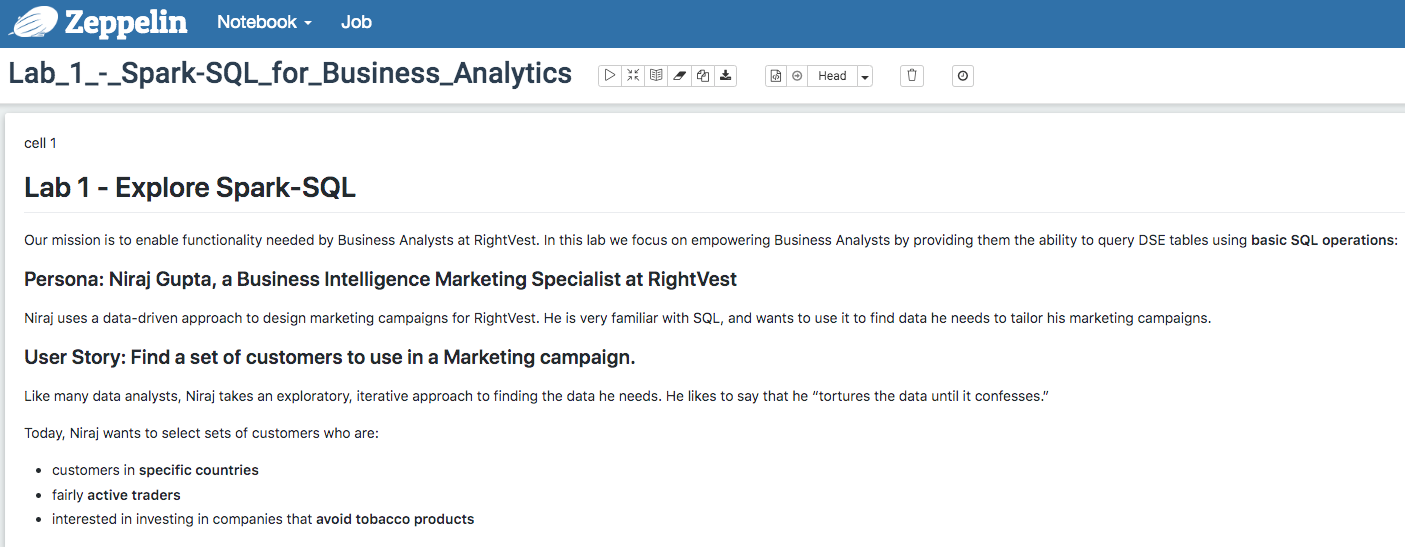 Zeppelin Notebook Job
Lab_1_-_Spark-SQL_for_Business_Analytics Head
cell 1
Lab 1 - Explore Spark-SQL
Our mission is to enable functionality needed by Business Analysts at RightVest. In this lab we focus on empowering Business Analysts by providing them the ability to query DSE tables using basic SQL operations:
Persona: Niraj Gupta, a Business Intelligence Marketing Specialist at RightVest
Niraj uses a data-driven approach to design marketing campaigns for RightVest. He is very familiar with SQL, and wants to use it to find data he needs to tailor his marketing campaigns.
User Story: Find a set of customers to use in a Marketing campaign.
Like many data analysts, Niraj takes an exploratory, iterative approach to finding the data he needs. He likes to say that he “tortures the data until it confesses.”
Today, Niraj wants to select sets of customers who are:
• customers in specific countries
• fairly active traders
• interested in investing in companies that avoid tobacco products